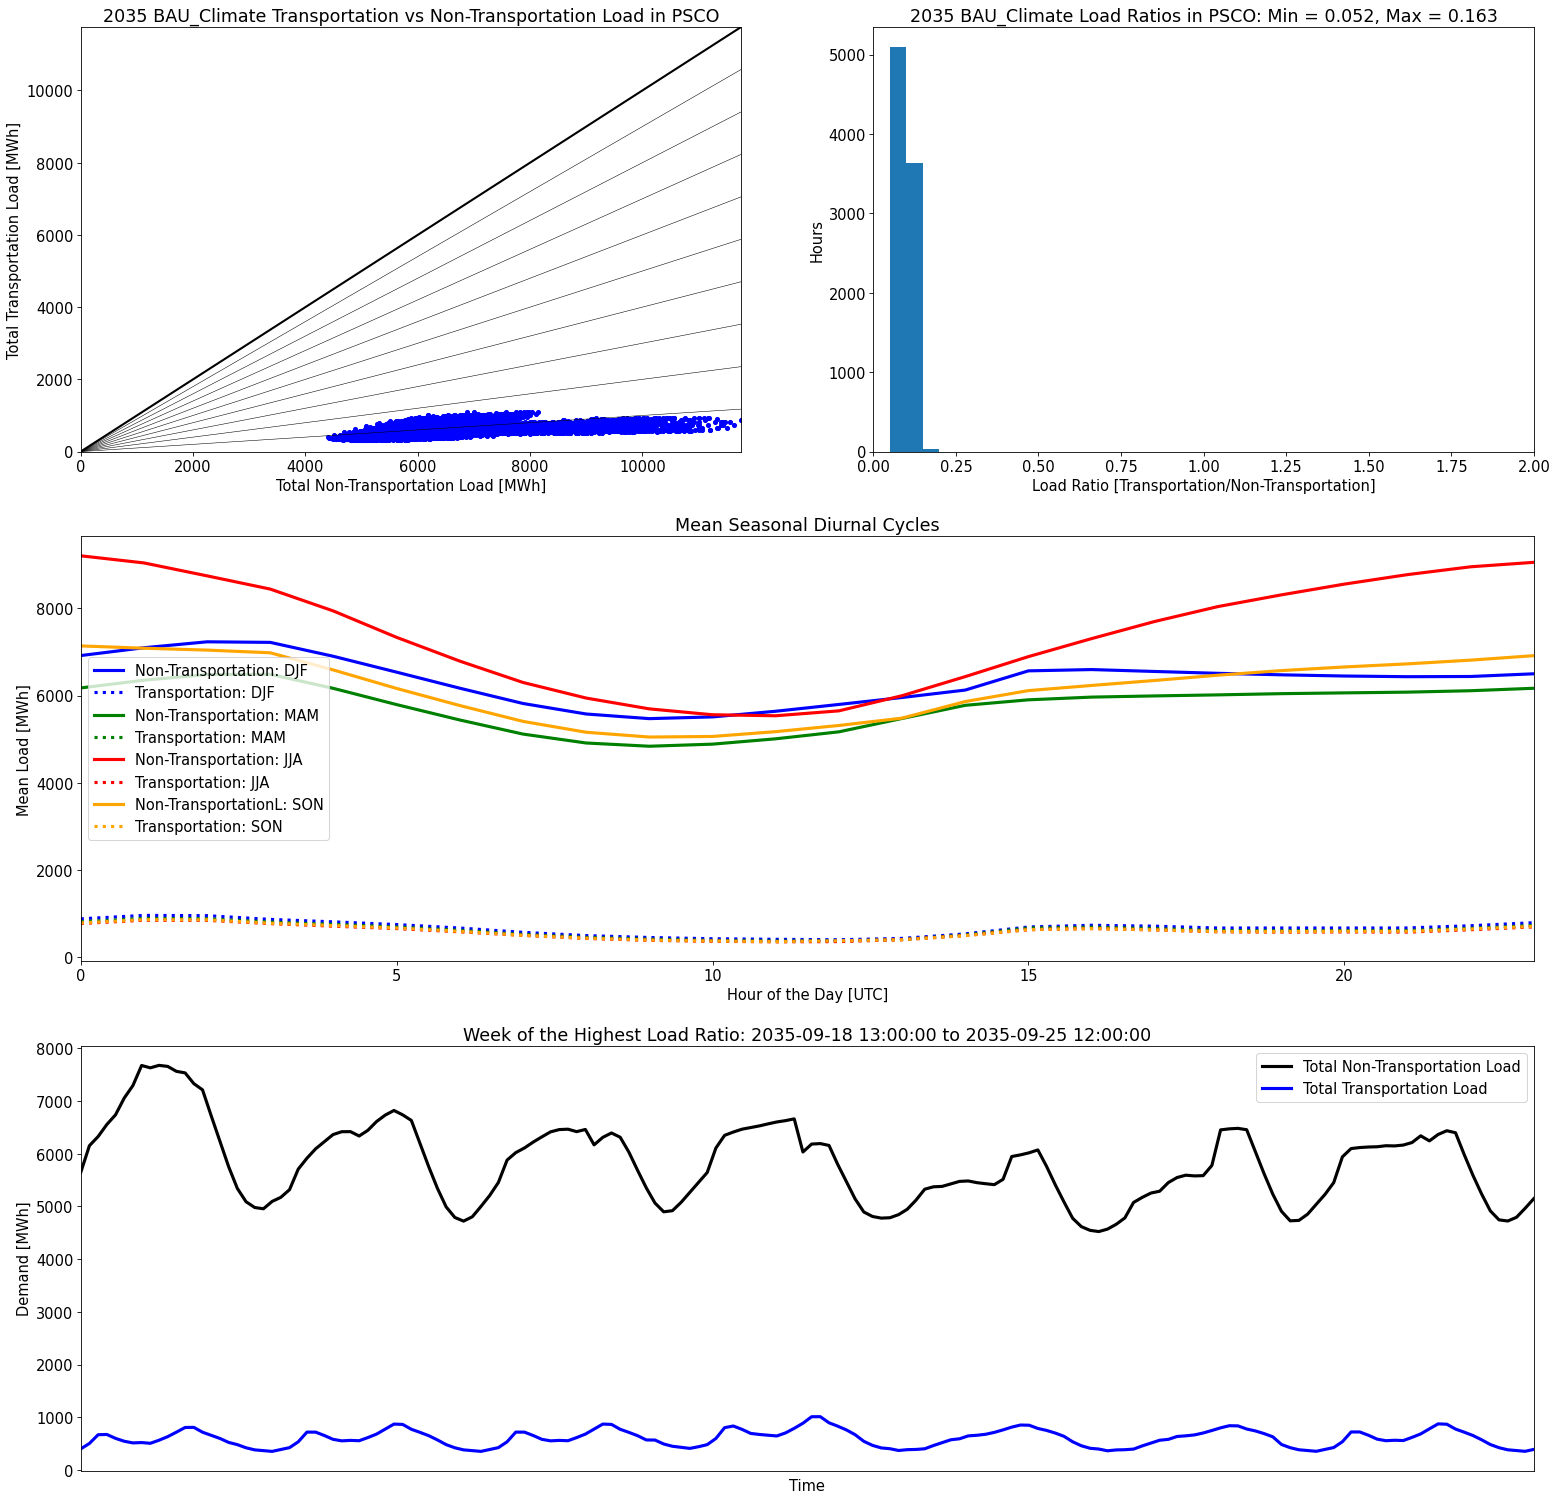 2035 BAU_Climate Transportation vs Non-Transportation Load in PSCO
Total Transportation Load [MWh]
10000
8000
6000
4000
2000
0
0 2000 4000 6000 8000 10000
Total Non-Transportation Load [MWh]
2035 BAU_Climate Load Ratios in PSCO: Min = 0.052, Max = 0.163
Hours
5000
4000
3000
2000
1000
0
0.00 0.25 0.50 0.75 1.00 1.25 1.50 1.75 2.00
Load Ratio [Transportation/Non-Transportation]
Mean Seasonal Diurnal Cycles
Mean Load [MWh]
8000
6000
4000
2000
0
Non-Transportation: DJF
Transportation: DJF
Non-Transportation: MAM
Transportation: MAM
Non-Transportation: JJA
Transportation: JJA
Non-TransportationL: SON
Transportation: SON
0 5 10 15 20
Hour of the Day [UTC]
Week of the Highest Load Ratio: 2035-09-18 13:00:00 to 2035-09-25 12:00:00
Demand [MWh]
8000
7000
6000
5000
4000
3000
2000
1000
0
Total Non-Transportation Load
Total Transportation Load
Time